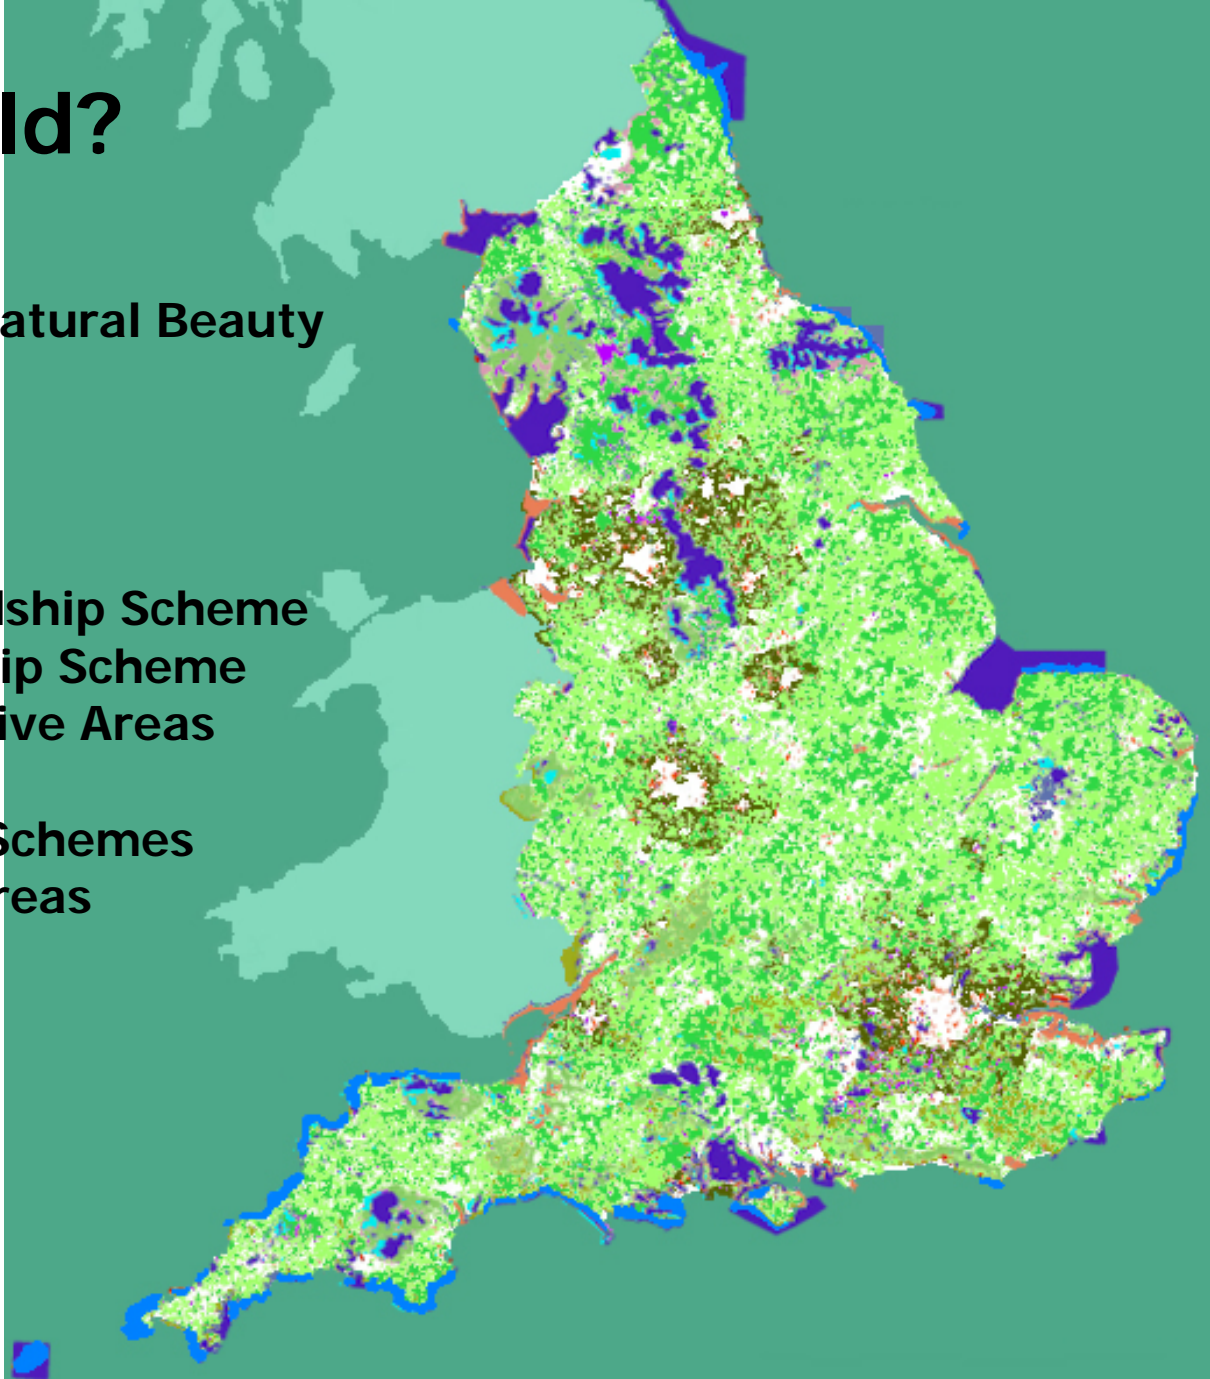 ld?
atural Beauty
lship Scheme
ip Scheme
ive Areas
Schemes
reas